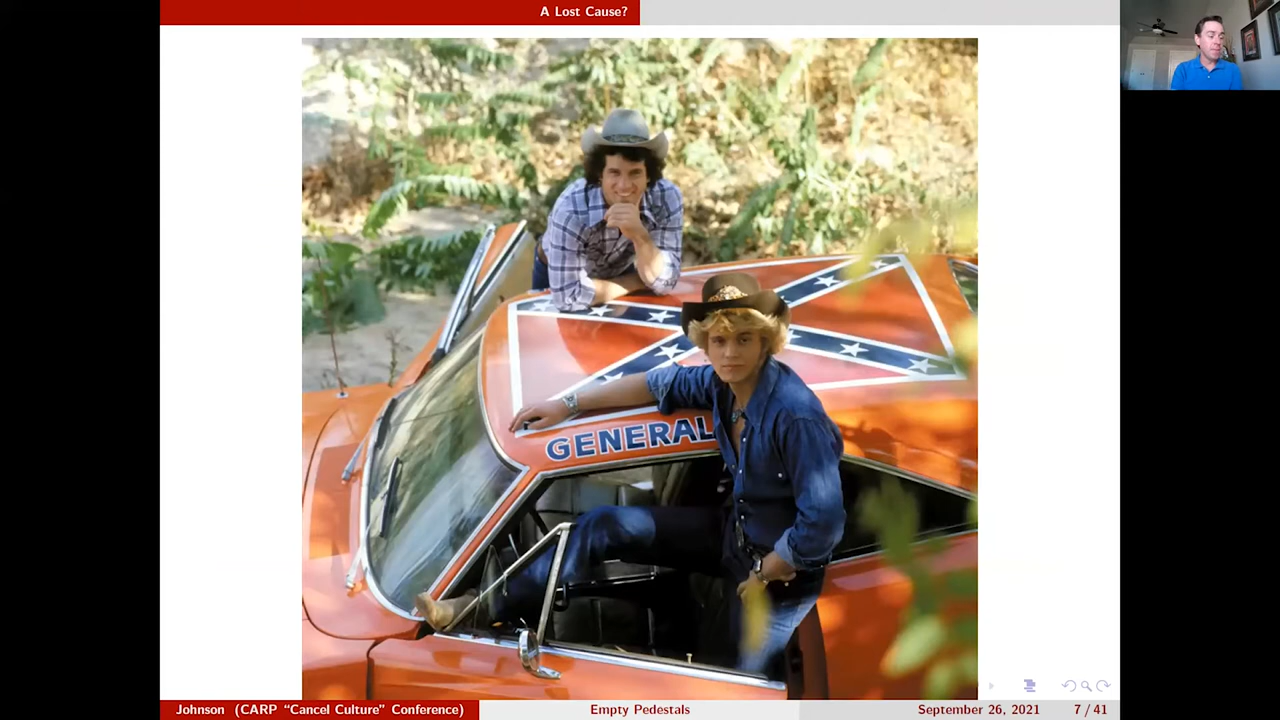 A Lost Cause?
GENERAL
Johnson (CARP “Cancel Culture” Conference)
Empty Pedestals
September 26, 2021
7 / 41